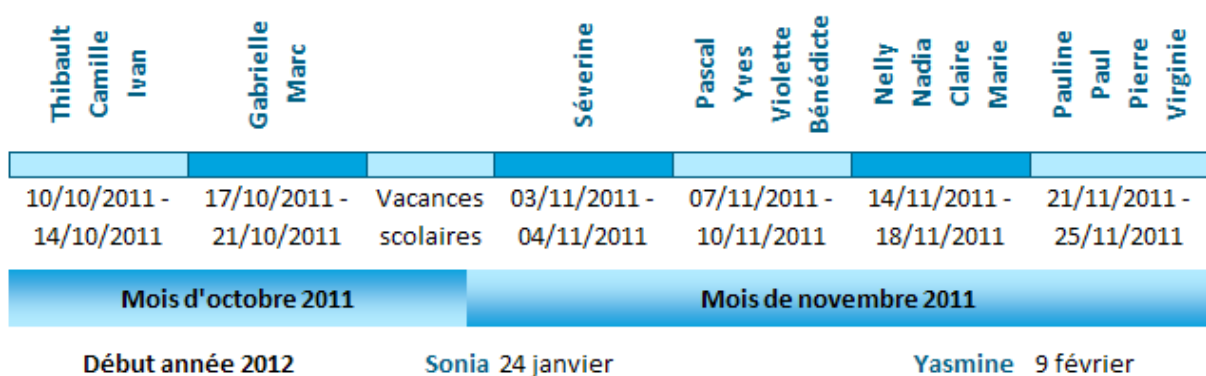 Thibault
Camille
Ivan
Gabrielle
Marc
Séverine
Pascal
Yves
Violette
Bénédicte
Nelly
Nadia
Claire
Marie
Pauline
Paul
Pierre
Virginie
10/10/2011 -
14/10/2011
17/10/2011 -
21/10/2011
Vacances
scolaires
03/11/2011 -
04/11/2011
07/11/2011 -
10/11/2011
14/11/2011 -
18/11/2011
21/11/2011 -
25/11/2011
Mois d'octobre 2011
Mois de novembre 2011
Début année 2012
Sonia 24 janvier
Yasmine 9 février